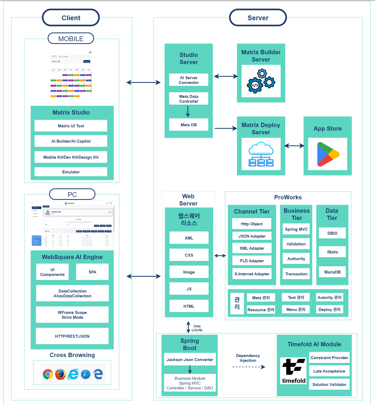 Client
Server
MOBILE
Matrix Studio
Matrix UI Tool
AI Builder/AI Copilot
Mobile Kit/Dev Kit/Design Kit
Emulator
Studio
Server
AI Server
Connector
Meta Data
Controller
Meta DB
Matrix Builder
Server
Matrix Deploy
Server
App Store
PC
WebSquare AI Engine
UI
Components
SPA
DataCollection
AliasDataCollection
WFrame Scope
Strict Mode
HTTP/REST/JSON
Cross Browsing
Web
Server
웹스퀘어
리소스
XML
CSS
Image
JS
HTML
ProWorks
Channel Tier
Http Object
JSON Adapter
XML Adapter
FLD Adapter
X-Internet Adapter
Business
Tier
Spring MVC
Validation
Authority
Transaction
Data
Tier
DBIO
iBatis
MariaDB
관리
Meta 관리
Test 관리
Autority 관리
Resource 관리
Menu 관리
Deploy 관리
Data
(JSON)
Spring
Boot
Jackson Json Converter
Business Module
Spring MVC
Controller / Service / DAO
Dependency
Injection
Timefold AI Module
timefold
Constraint Provider
Late Acceptance
Solution Validator